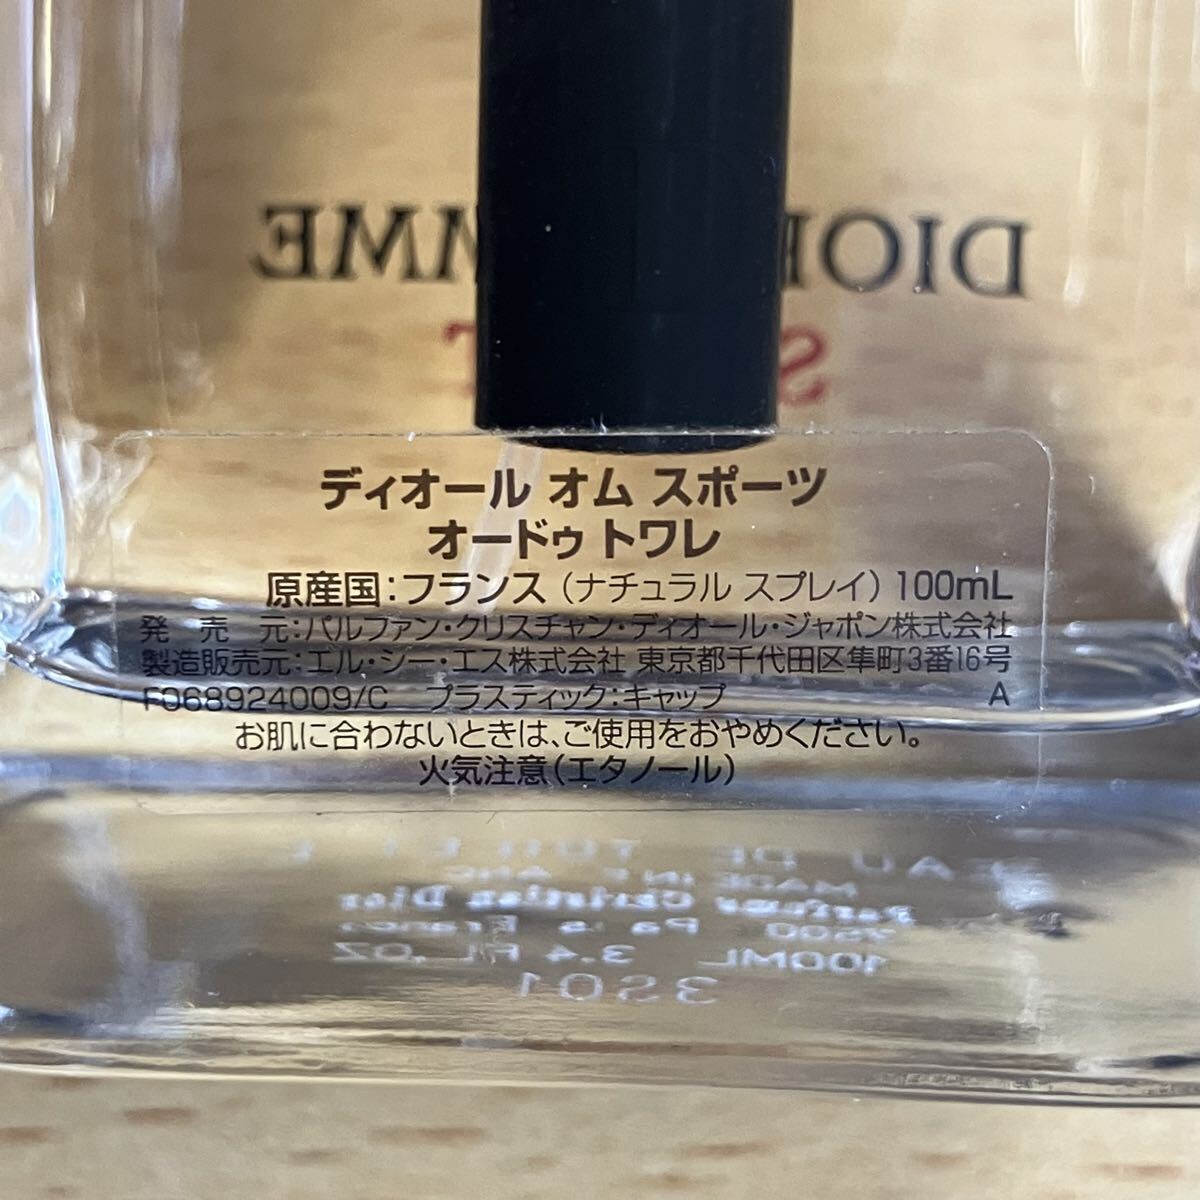 ディオール オム スポーツ
オードゥ トワレ
原産国:フランス (ナチュラル スプレイ) 100mL
発 売 元:パルファン・クリスチャン・ディオール・ジャポン株式会社
製造販売元:エル・シー・エス株式会社 東京都千代田区隼町3番16号
F068924009/C プラスティック:キャップ A
お肌に合わないときは、ご使用をおやめください。
火気注意(エタノール)
EAU DE
MADE IN
Parfums Christian Dior
100ML 3.4 FL.OZ
3S01